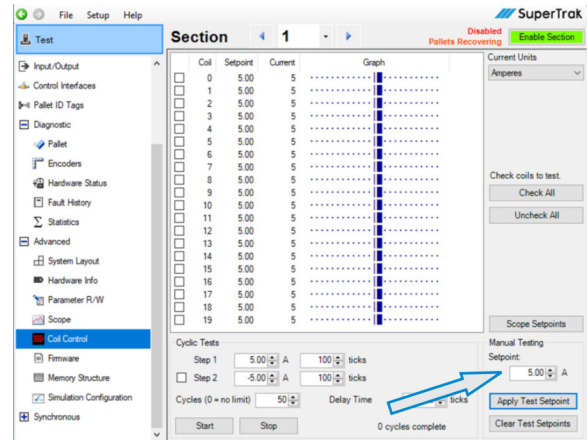 File Setup Help
SuperTrak
Test
Section 1 -
Disabled
Pallets Recovering
Enable Section
Input/Output
Control Interfaces
Pallet ID Tags
Diagnostic
Pallet
Encoders
Hardware Status
Fault History
Statistics
Advanced
System Layout
Hardware Info
Parameter R/W
Scope
Coil Control
Firmware
Memory Structure
Simulation Configuration
Synchronous
Coil Setpoint Current Graph
0 5.00 5
1 5.00 5
2 5.00 5
3 5.00 5
4 5.00 5
5 5.00 5
6 5.00 5
7 5.00 5
8 5.00 5
9 5.00 5
10 5.00 5
11 5.00 5
12 5.00 5
13 5.00 5
14 5.00 5
15 5.00 5
16 5.00 5
17 5.00 5
18 5.00 5
19 5.00 5
Current Units
Amperes
Check coils to test.
Check All
Uncheck All
Scope Setpoints
Cyclic Tests
Step 1 5.00 A 100 ticks
Step 2 -5.00 A 100 ticks
Cycles (0 = no limit) 50 Delay Time ticks
Start Stop 0 cycles complete
Manual Testing
Setpoint:
5.00 A
Apply Test Setpoint
Clear Test Setpoints